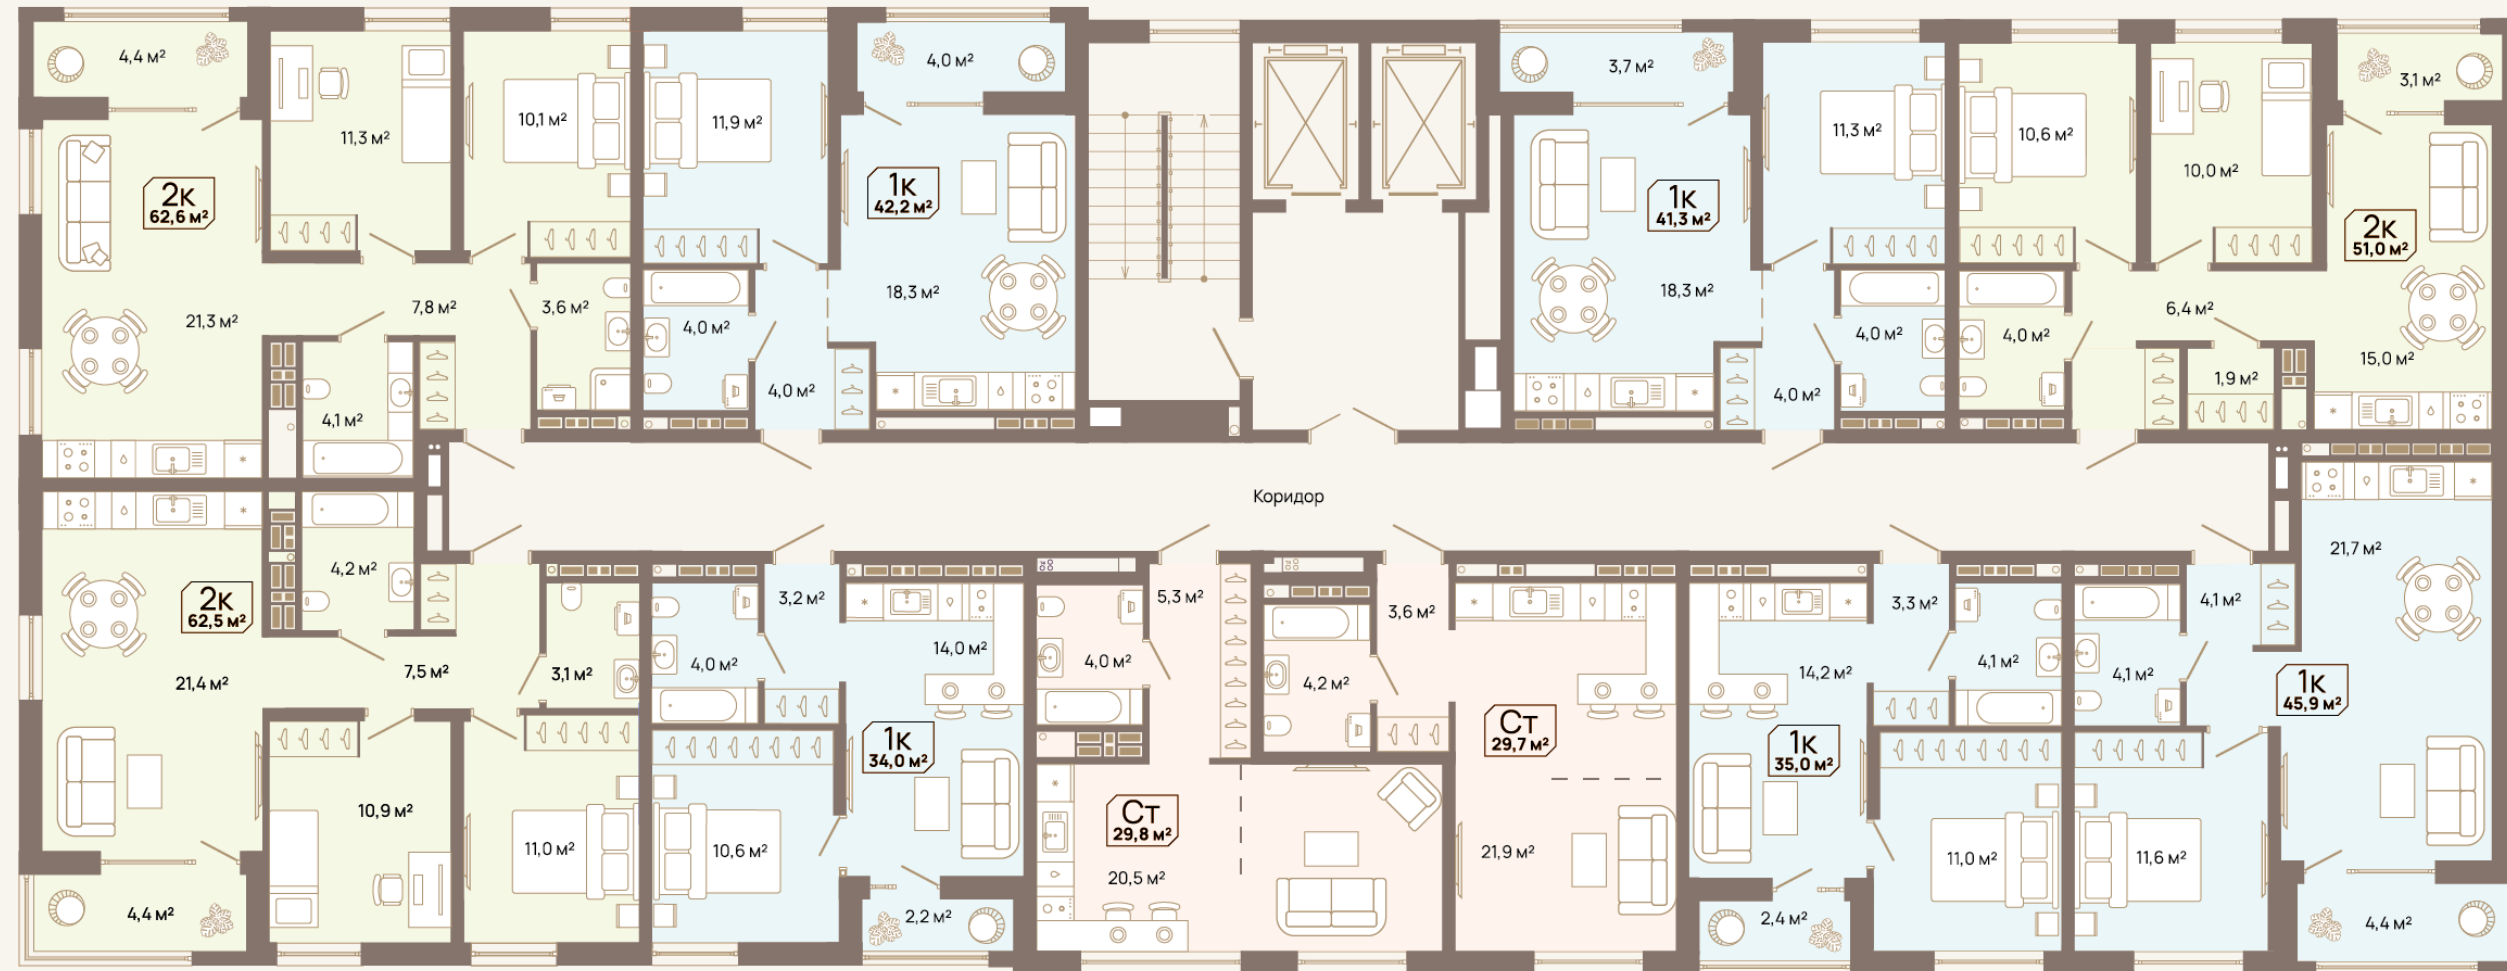 4,4 м²
11,3 м²
10,1 м²
11,9 м²
4,0 м²
2К
62,6 м²
1К
42,2 м²
21,3 м²
7,8 м²
3,6 м²
4,0 м²
18,3 м²
4,1 м²
4,0 м²
3,7 м²
11,3 м²
10,6 м²
10,0 м²
3,1 м²
1К
41,3 м²
2К
51,0 м²
18,3 м²
4,0 м²
4,0 м²
6,4 м²
15,0 м²
4,0 м²
1,9 м²
Коридор
4,2 м²
2К
62,5 м²
21,4 м²
7,5 м²
3,1 м²
10,9 м²
11,0 м²
4,4 м²
3,2 м²
4,0 м²
14,0 м²
1К
34,0 м²
10,6 м²
2,2 м²
5,3 м²
4,0 м²
Ст
29,8 м²
20,5 м²
3,6 м²
4,2 м²
Ст
29,7 м²
21,9 м²
3,3 м²
14,2 м²
4,1 м²
1К
35,0 м²
11,0 м²
2,4 м²
21,7 м²
4,1 м²
4,1 м²
1К
45,9 м²
11,6 м²
4,4 м²